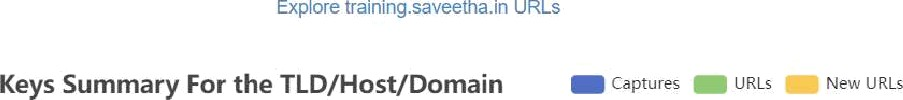 Explore training.saveetha.in URLs
Keys Summary For the TLD/Host/Domain Captures URLs New URLs